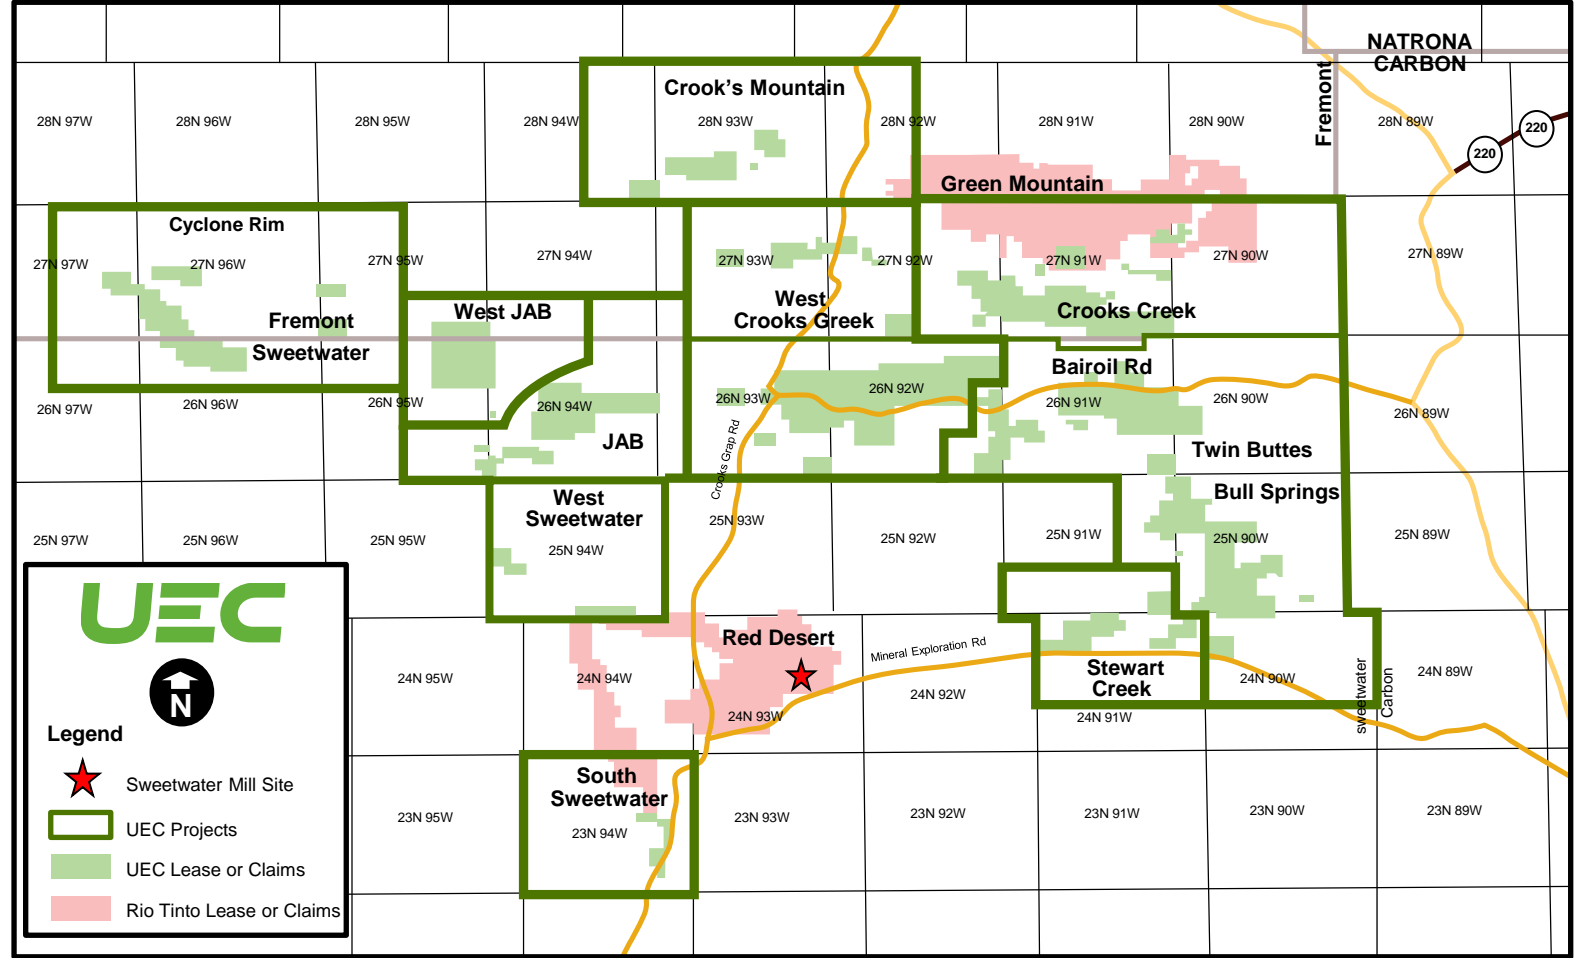 NATRONA
CARBON
Fremont
Crook's Mountain
28N 97W
28N 96W
28N 95W
28N 94W
28N 93W
28N 92W
28N 91W
28N 90W
28N 89W
220
220
Green Mountain
Cyclone Rim
27N 97W
27N 96W
27N 95W
27N 94W
27N 93W
27N 92W
27N 91W
27N 90W
27N 89W
West
Crooks Greek
Crooks Creek
West JAB
Fremont
Sweetwater
Bairoil Rd
26N 97W
26N 96W
26N 95W
26N 94W
26N 93W
26N 92W
26N 91W
26N 90W
26N 89W
JAB
Crooks Grap Rd
Twin Buttes
Bull Springs
West
Sweetwater
25N 97W
25N 96W
25N 95W
25N 94W
25N 93W
25N 92W
25N 91W
25N 90W
25N 89W
Red Desert
Mineral Exploration Rd
Stewart
Creek
24N 95W
24N 94W
24N 93W
24N 92W
24N 91W
24N 90W
24N 89W
sweetwater
Carbon
South
Sweetwater
23N 95W
23N 94W
23N 93W
23N 92W
23N 91W
23N 90W
23N 89W
UEC
N
Legend
Sweetwater Mill Site
UEC Projects
UEC Lease or Claims
Rio Tinto Lease or Claims